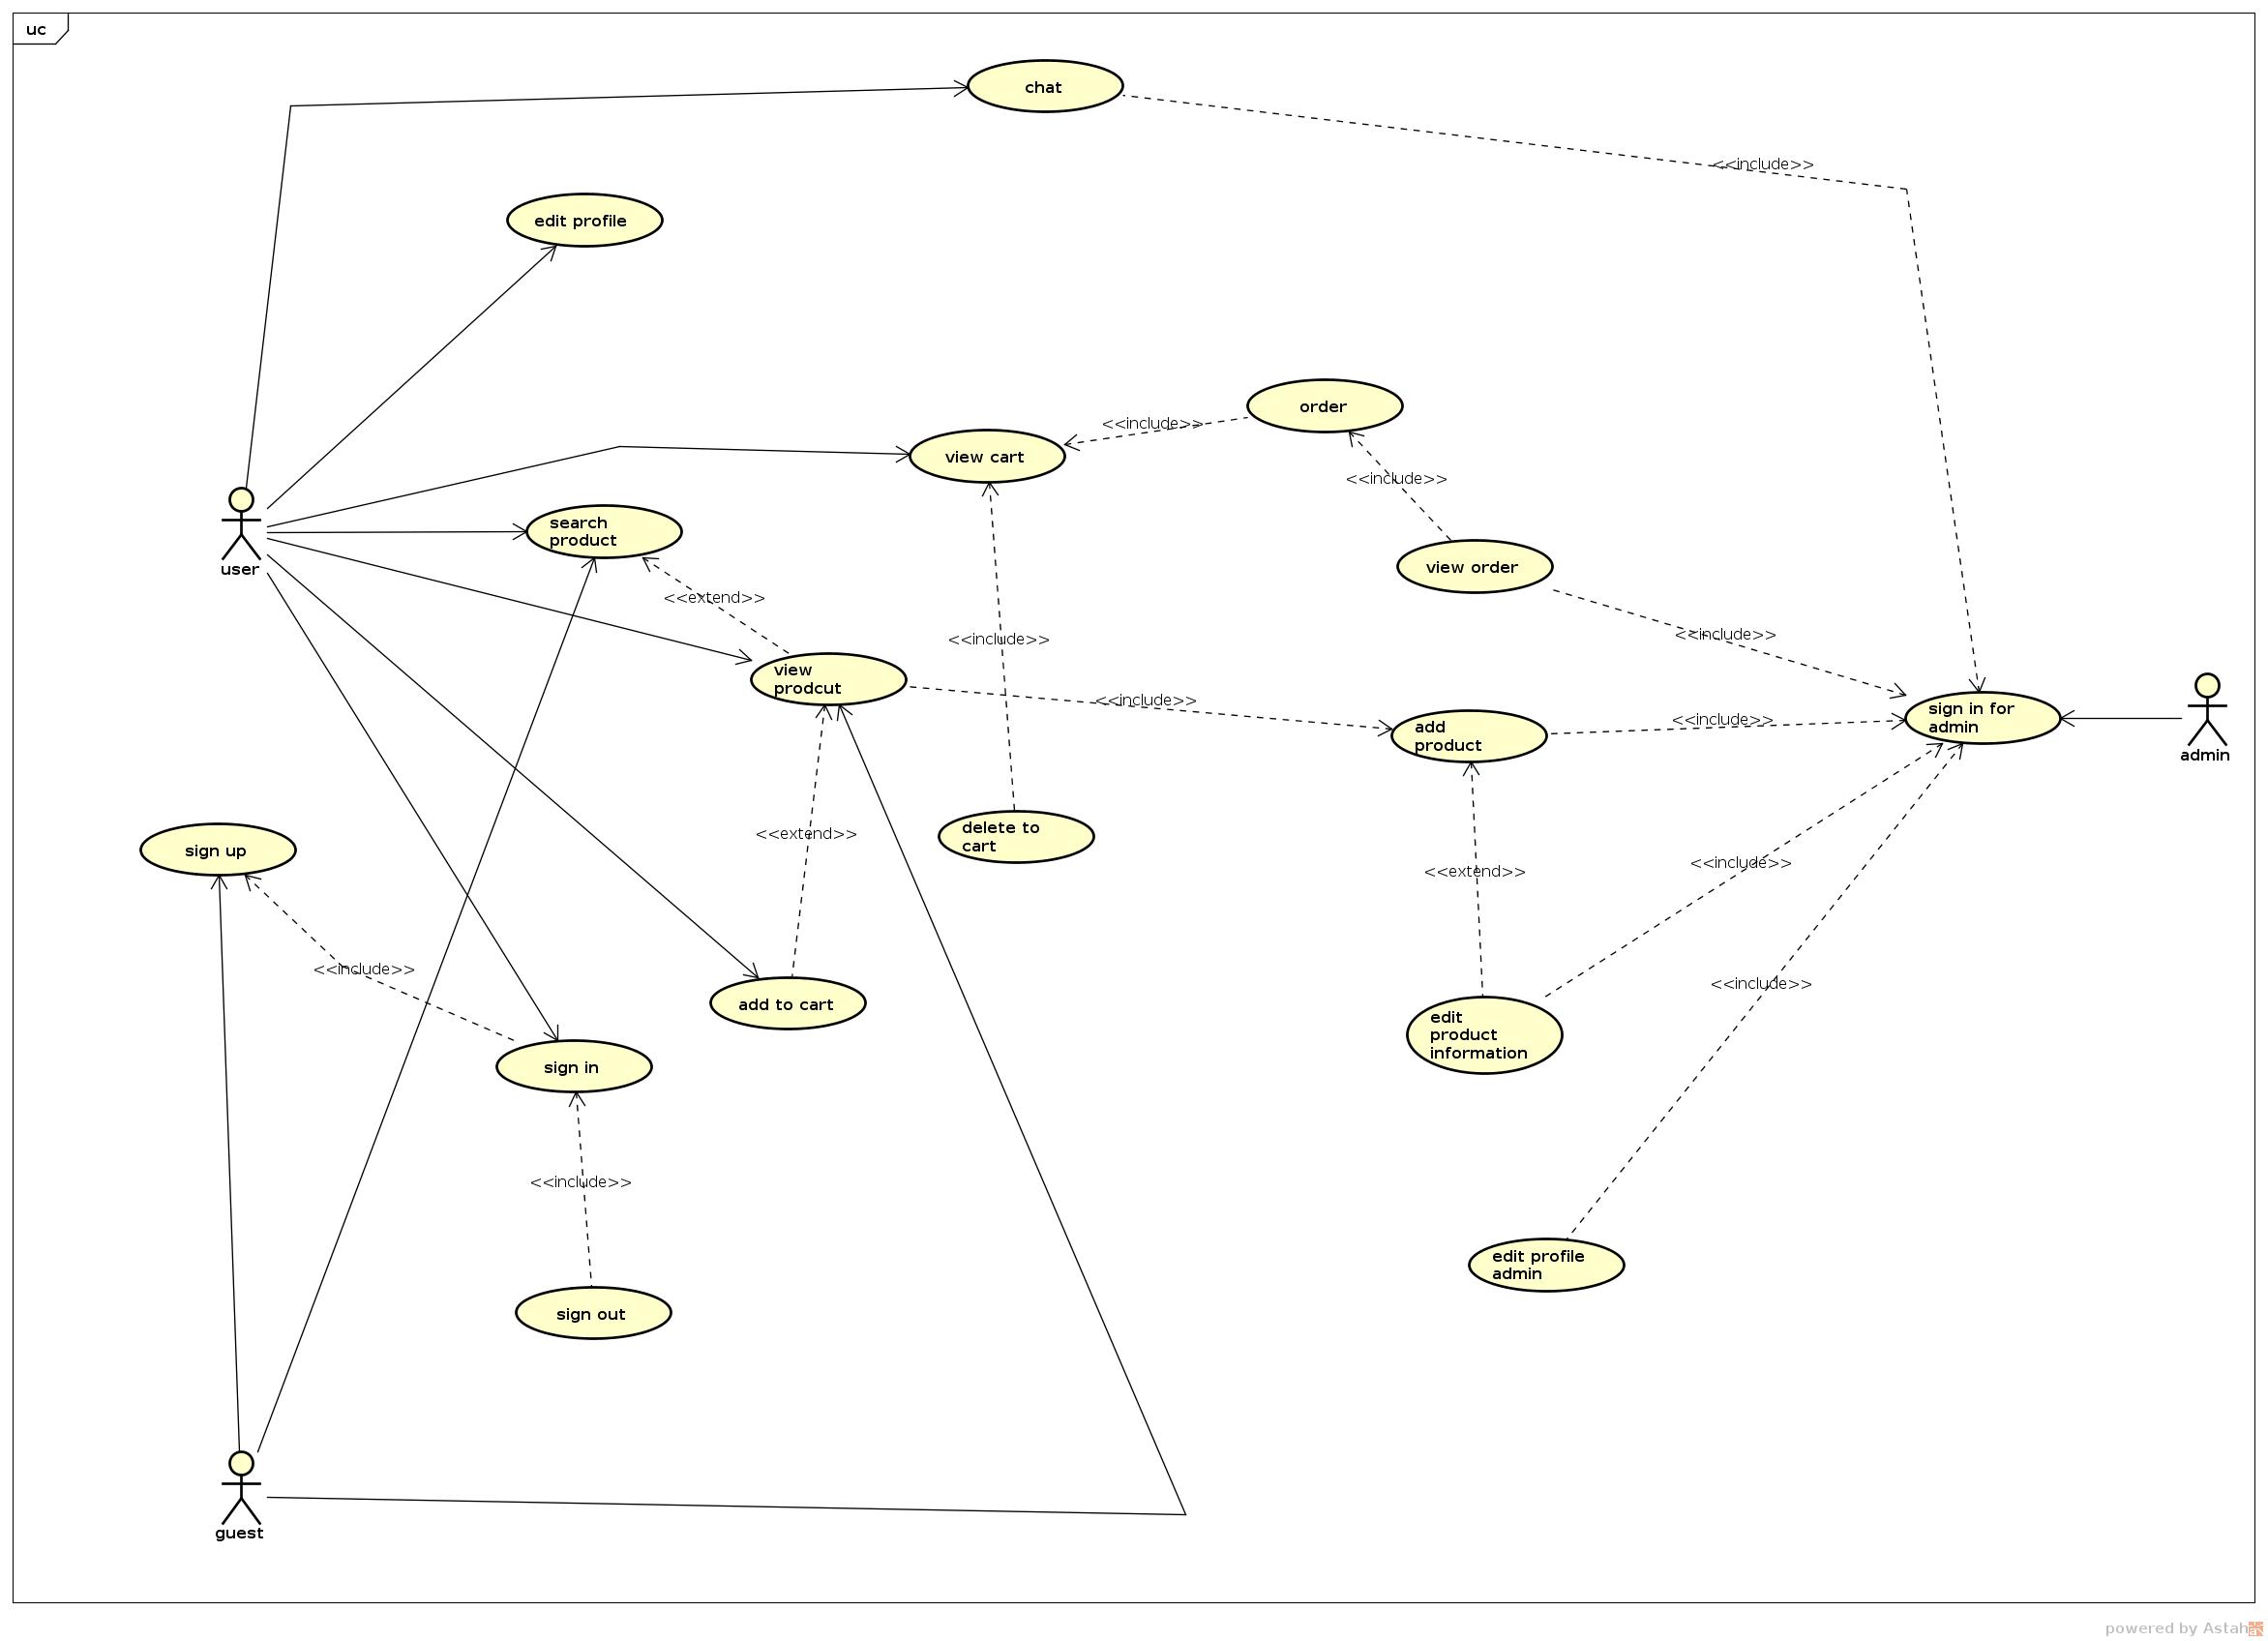 uc
chat
<<include>>
edit profile
order
<<include>>
view cart
<<include>>
search
product
view order
user
<<extend>>
<<include>>
<<include>>
view
prodcut
<<include>>
sign in for
admin
<<include>>
add
product
admin
delete to
cart
<<extend>>
sign up
<<include>>
<<extend>>
<<include>>
<<include>>
add to cart
edit
product
information
sign in
<<include>>
edit profile
admin
sign out
guest
powered by Astah